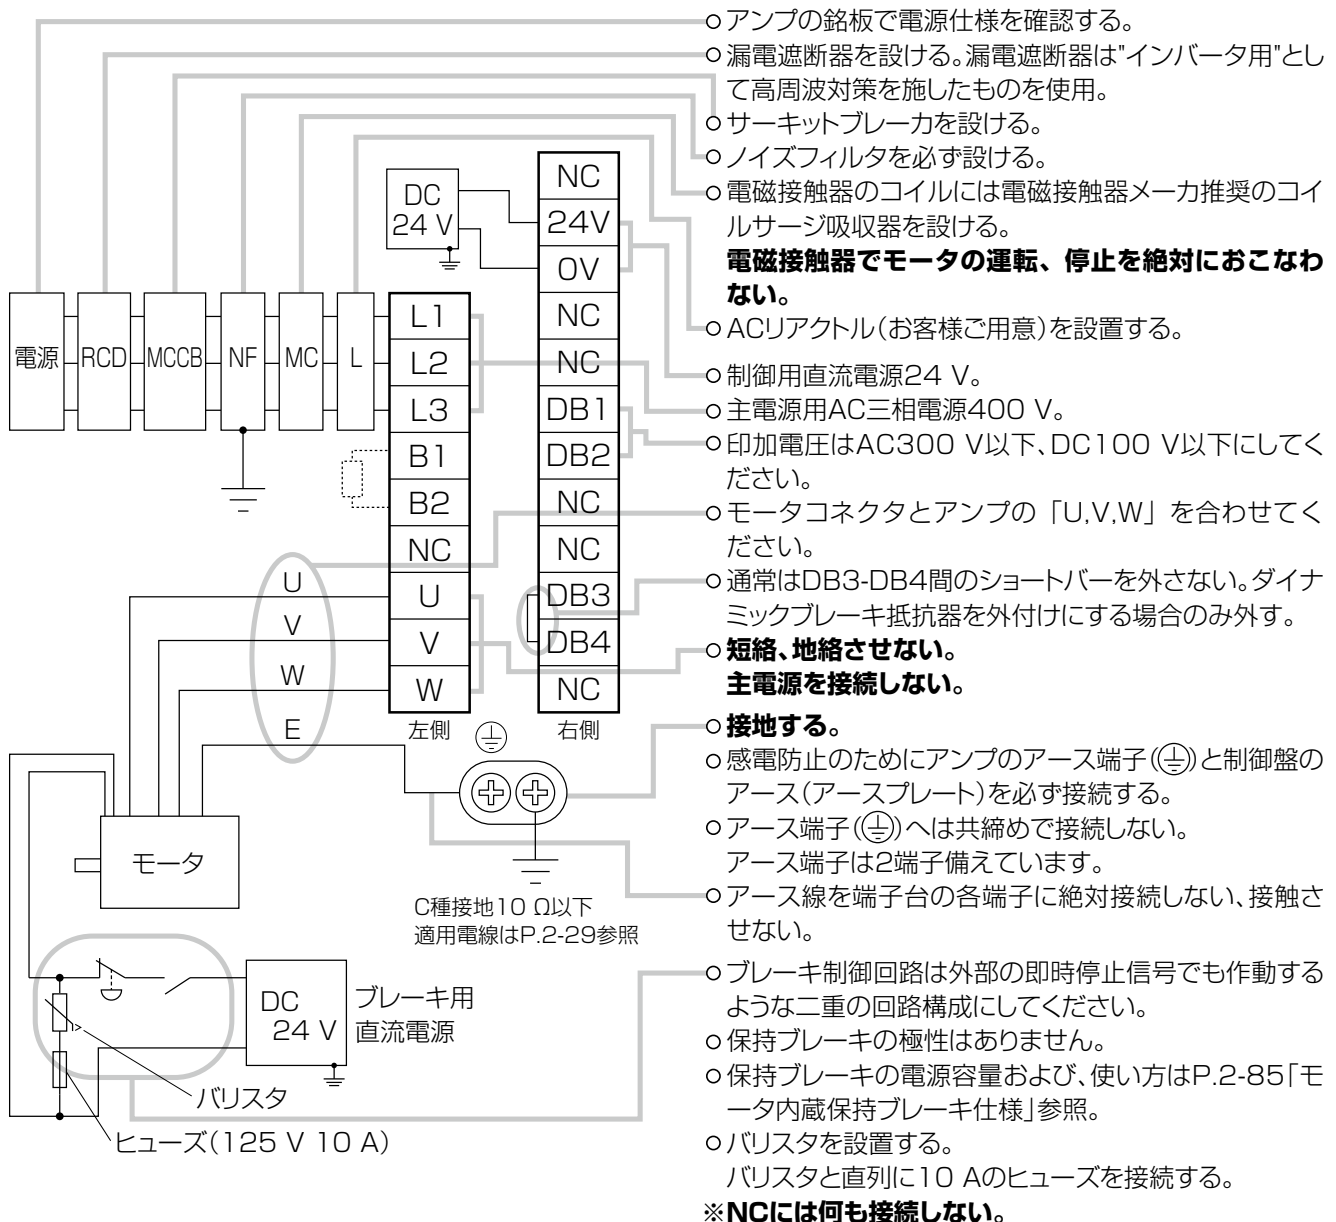 アンプの銘板で電源仕様を確認する。
漏電遮断器を設ける。漏電遮断器は"インバータ用"とし
て高周波対策を施したものを使用。
サーキットブレーカを設ける。
ノイズフィルタを必ず設ける。
電磁接触器のコイルには電磁接触器メーカ推奨のコイ
ルサージ吸収器を設ける。
電磁接触器でモータの運転、停止を絶対におこなわ
ない。
ACリアクトル(お客様ご用意)を設置する。
制御用直流電源24 V。
主電源用AC三相電源400 V。
印加電圧はAC300 V以下、DC100 V以下にしてく
ださい。
モータコネクタとアンプの「U,V,W」を合わせてく
ださい。
通常はDB3-DB4間のショートバーを外さない。ダイナ
ミックブレーキ抵抗器を外付けにする場合のみ外す。
短絡、地絡させない。
主電源を接続しない。
接地する。
感電防止のためにアンプのアース端子(⏚)と制御盤の
アース(アースプレート)を必ず接続する。
アース端子(⏚)へは共締めで接続しない。
アース端子は2端子備えています。
アース線を端子台の各端子に絶対接続しない、接触さ
せない。
ブレーキ制御回路は外部の即時停止信号でも作動する
ような二重の回路構成にしてください。
保持ブレーキの極性はありません。
保持ブレーキの電源容量および、使い方はP.2-85「モ
ータ内蔵保持ブレーキ仕様」参照。
バリスタを設置する。
バリスタと直列に10 Aのヒューズを接続する。
※NCには何も接続しない。
DC
24 V
電源
RCD
MCCB
NF
MC
L
L1
L2
L3
B1
B2
NC
U
V
W
左側
NC
24V
0V
NC
NC
DB1
DB2
NC
NC
DB3
DB4
NC
右側
U
V
W
E
モータ
C種接地10 Ω以下
適用電線はP.2-29参照
DC
24 V
ブレーキ用
直流電源
バリスタ
ヒューズ(125 V 10 A)